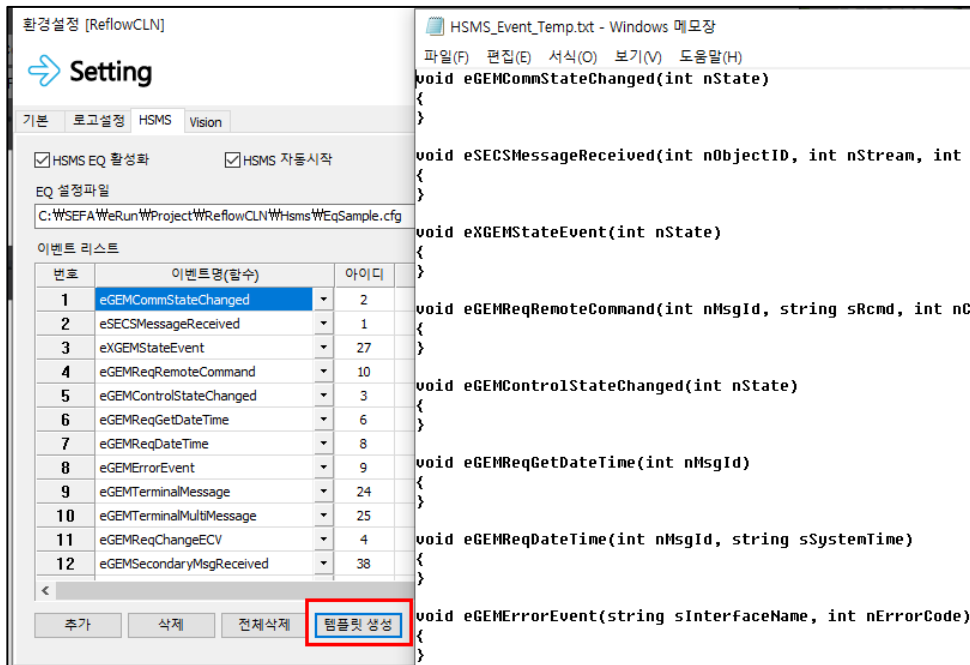 환경설정 [ReflowCLN]
Setting
기본 로고설정 HSMS Vision
HSMS EQ 활성화 HSMS 자동시작
EQ 설정파일
C:₩SEFA₩eRun₩Project₩ReflowCLN₩Hsms₩EqSample.cfg
이벤트 리스트
번호 이벤트명(함수) 아이디
1 eGEMCommStateChanged 2
2 eSECSMessageReceived 1
3 eXGEMStateEvent 27
4 eGEMReqRemoteCommand 10
5 eGEMControlStateChanged 3
6 eGEMReqGetDateTime 6
7 eGEMReqDateTime 8
8 eGEMErrorEvent 9
9 eGEMTerminalMessage 24
10 eGEMTerminalMultiMessage 25
11 eGEMReqChangeECV 4
12 eGEMSecondaryMsgReceived 38
추가 삭제 전체삭제 템플릿 생성
HSMS_Event_Temp.txt - Windows 메모장
파일(F) 편집(E) 서식(O) 보기(V) 도움말(H)
void eGEMCommStateChanged(int nState)
{
}
void eSECSMessageReceived(int nObjectID, int nStream, int
{
}
void eXGEMStateEvent(int nState)
{
}
void eGEMReqRemoteCommand(int nMsgId, string sRcmd, int nC
{
}
void eGEMControlStateChanged(int nState)
{
}
void eGEMReqGetDateTime(int nMsgId)
{
}
void eGEMReqDateTime(int nMsgId, string sSystemTime)
{
}
void eGEMErrorEvent(string sInterfaceName, int nErrorCode)
{
}